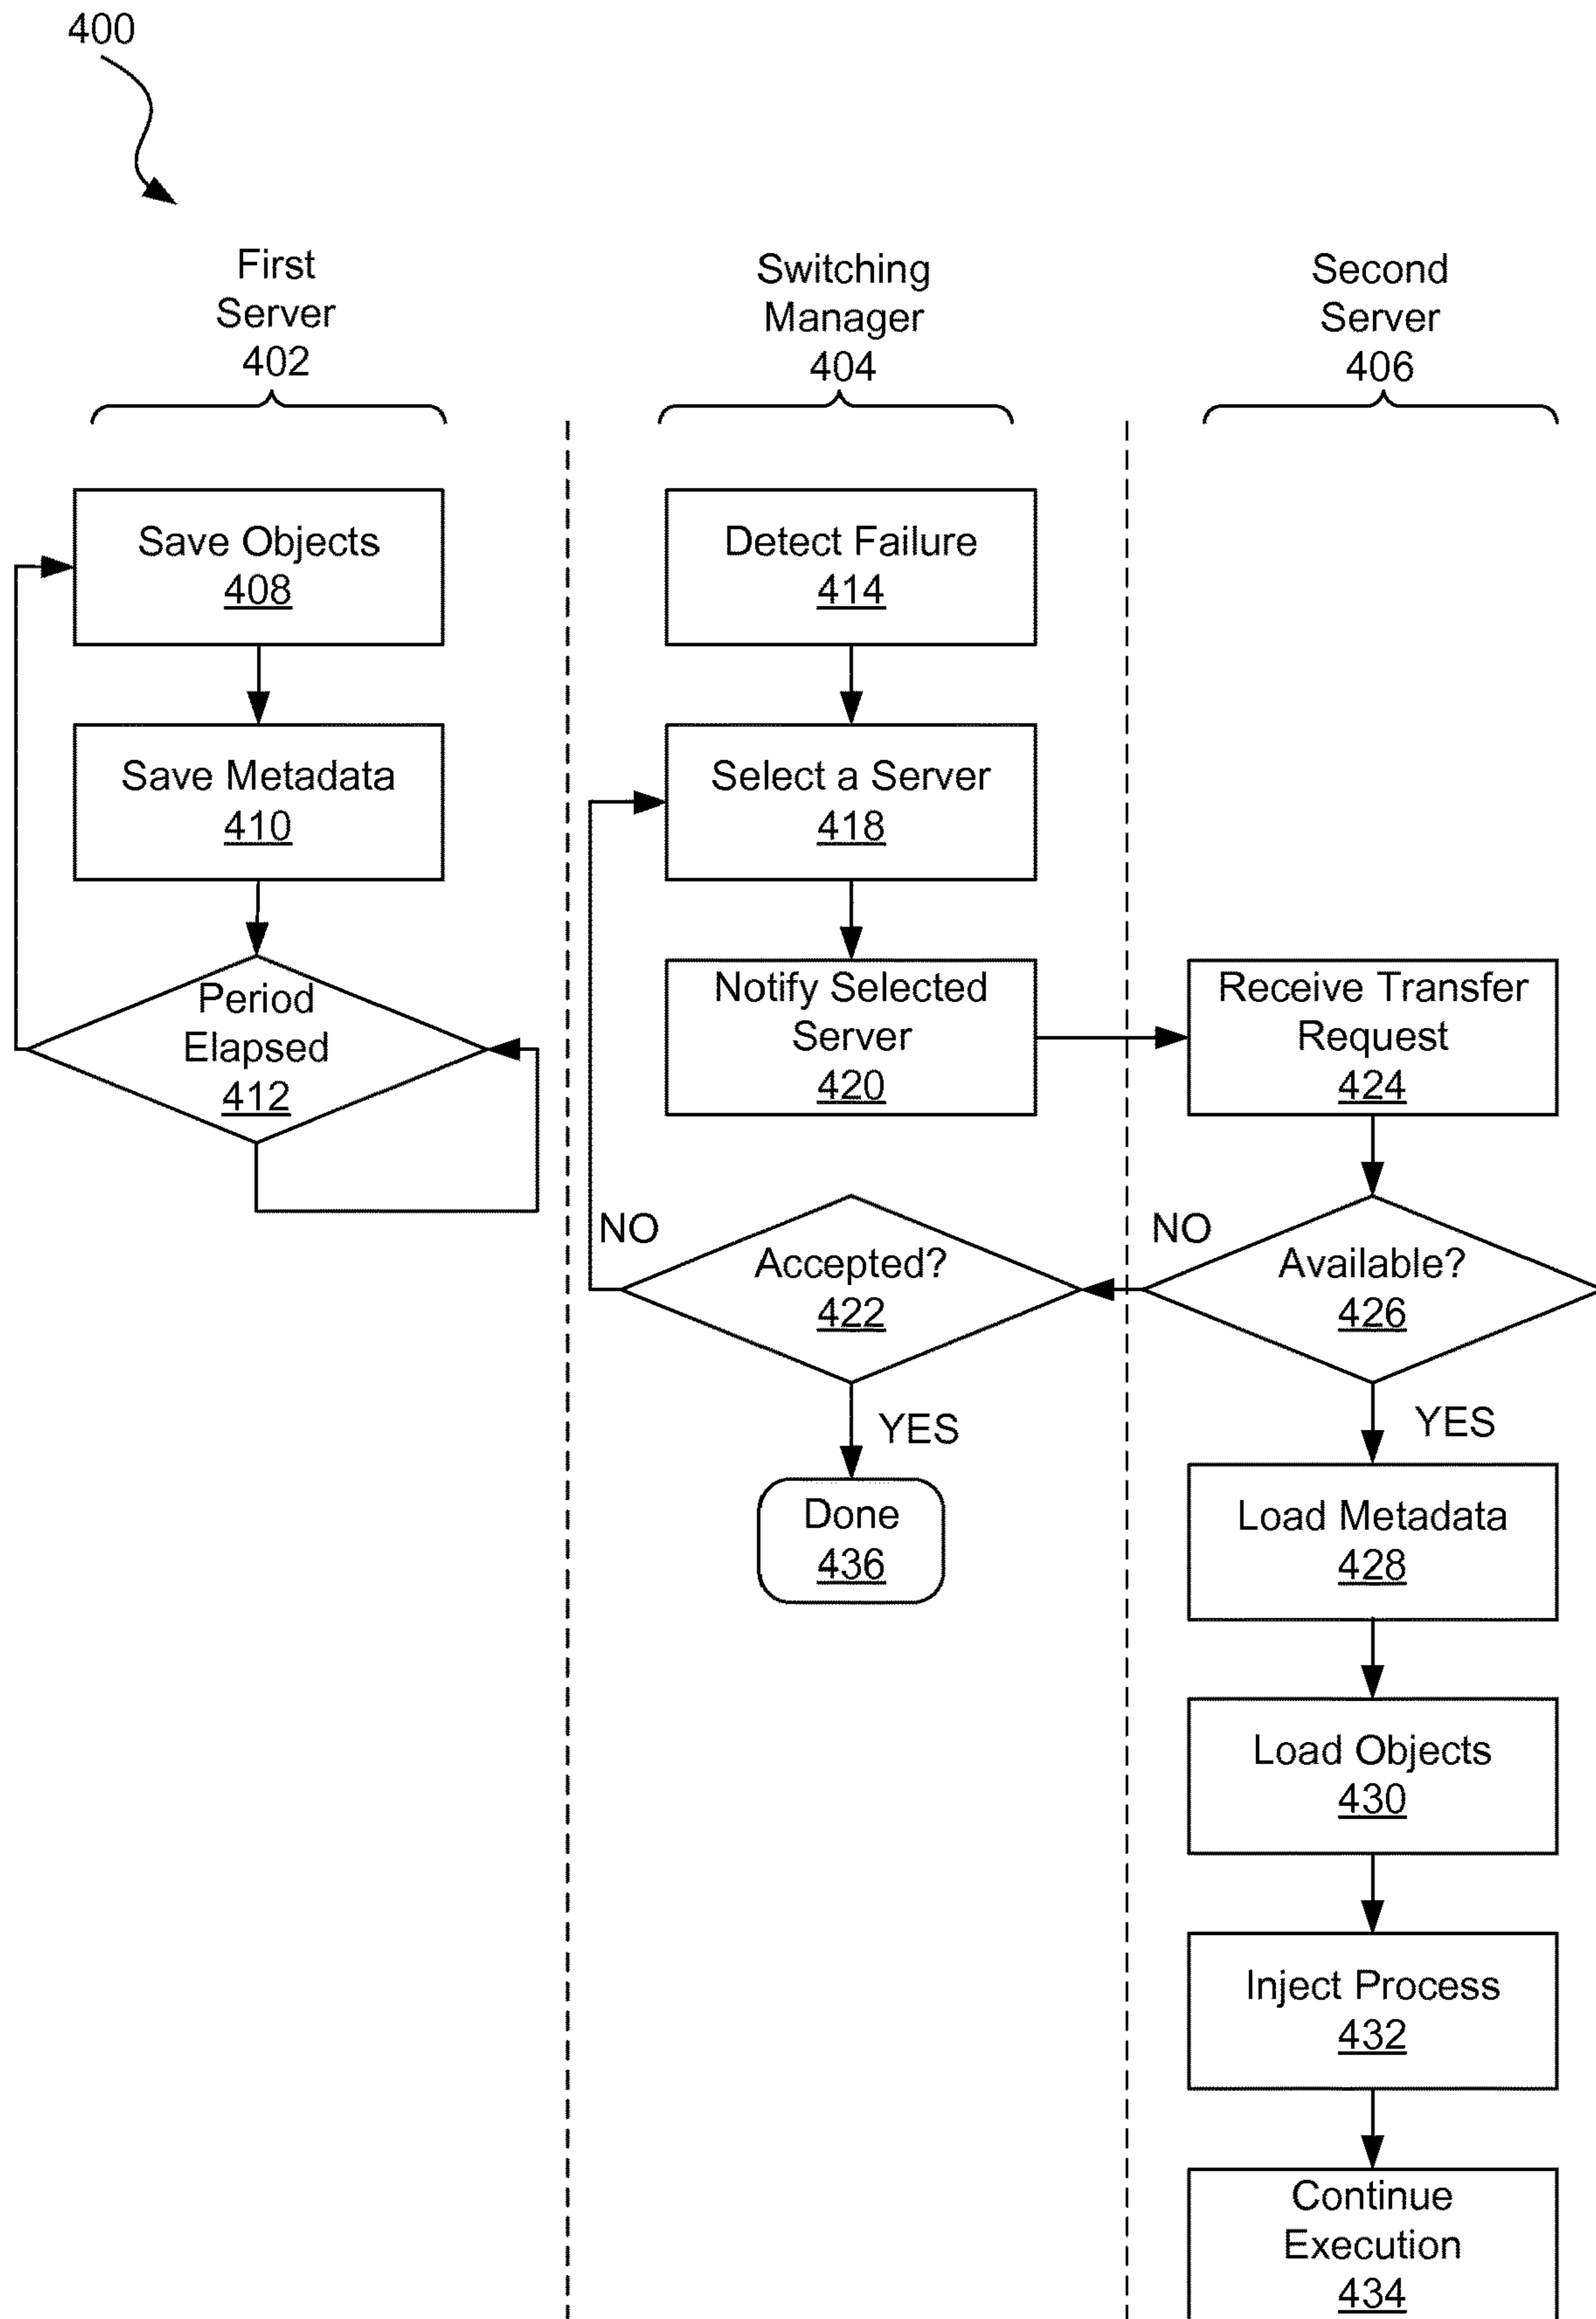 400
First
Server
402
Switching
Manager
404
Second
Server
406
Save Objects
408
Detect Failure
414
Save Metadata
410
Select a Server
418
Period
Elapsed
412
Notify Selected
Server
420
Receive Transfer
Request
424
NO
Accepted?
422
NO
Available?
426
YES
YES
Done
436
Load Metadata
428
Load Objects
430
Inject Process
432
Continue
Execution
434